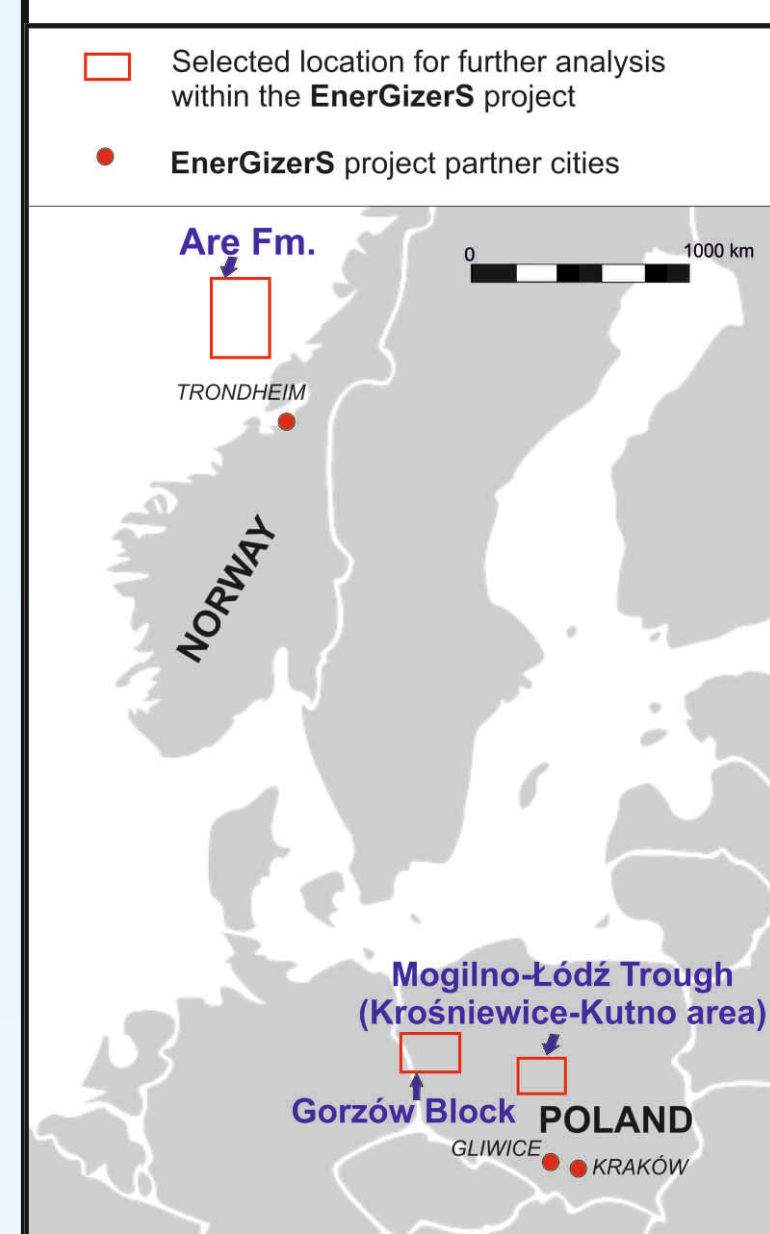 Selected location for further analysis
within the EnerGizerS project
EnerGizerS project partner cities
Are Fm.
0
1000 km
TRONDHEIM
NORWAY
Mogilno-Łódź Trough
(Krośniewice-Kutno area)
Gorzów Block
POLAND
GLIWICE
KRAKÓW